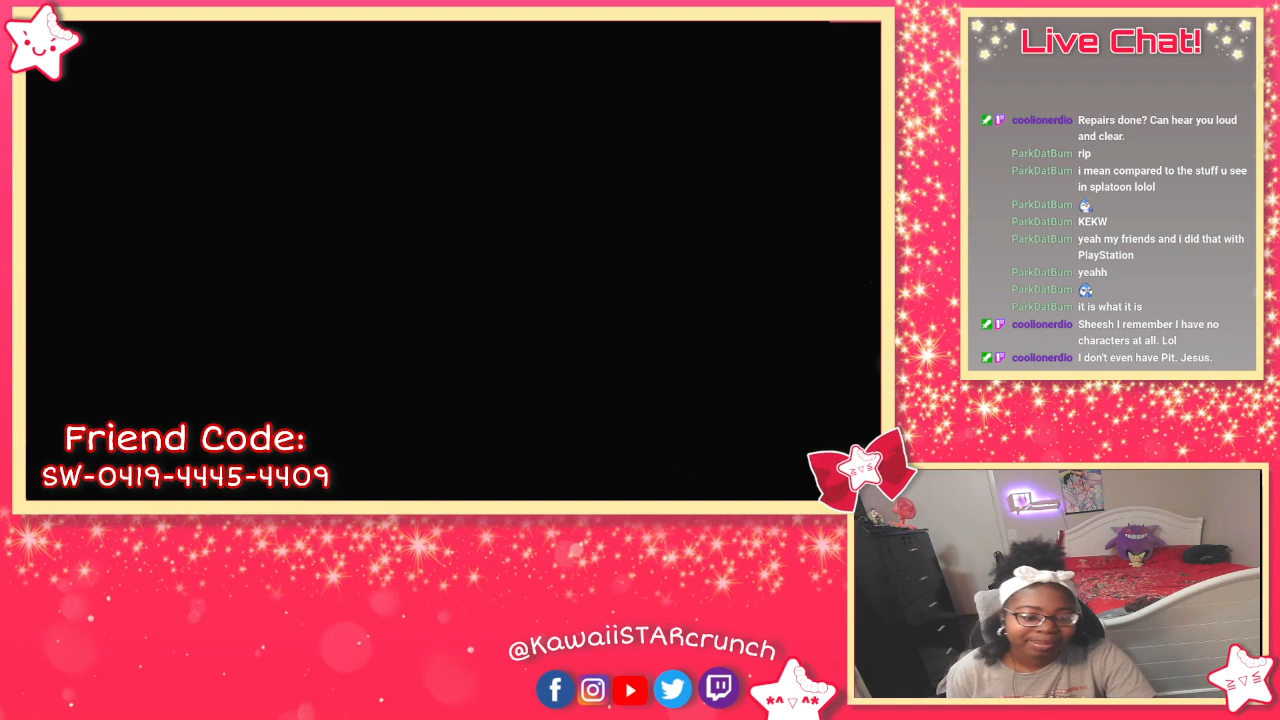 Live Chat!
coolionerdio Repairs done? Can hear you loud
and clear.
ParkDatBum rip
ParkDatBum i mean compared to the stuff u see
in splatoon lolol
ParkDatBum
ParkDatBum KEKW
ParkDatBum yeah my friends and i did that with
PlayStation
ParkDatBum yeahh
ParkDatBum
ParkDatBum it is what it is
coolionerdio Sheesh I remember I have no
characters at all. Lol
coolionerdio I don't even have Pit. Jesus.
Friend Code:
SW-0419-4445-4409
@KawaiiSTARcrunch